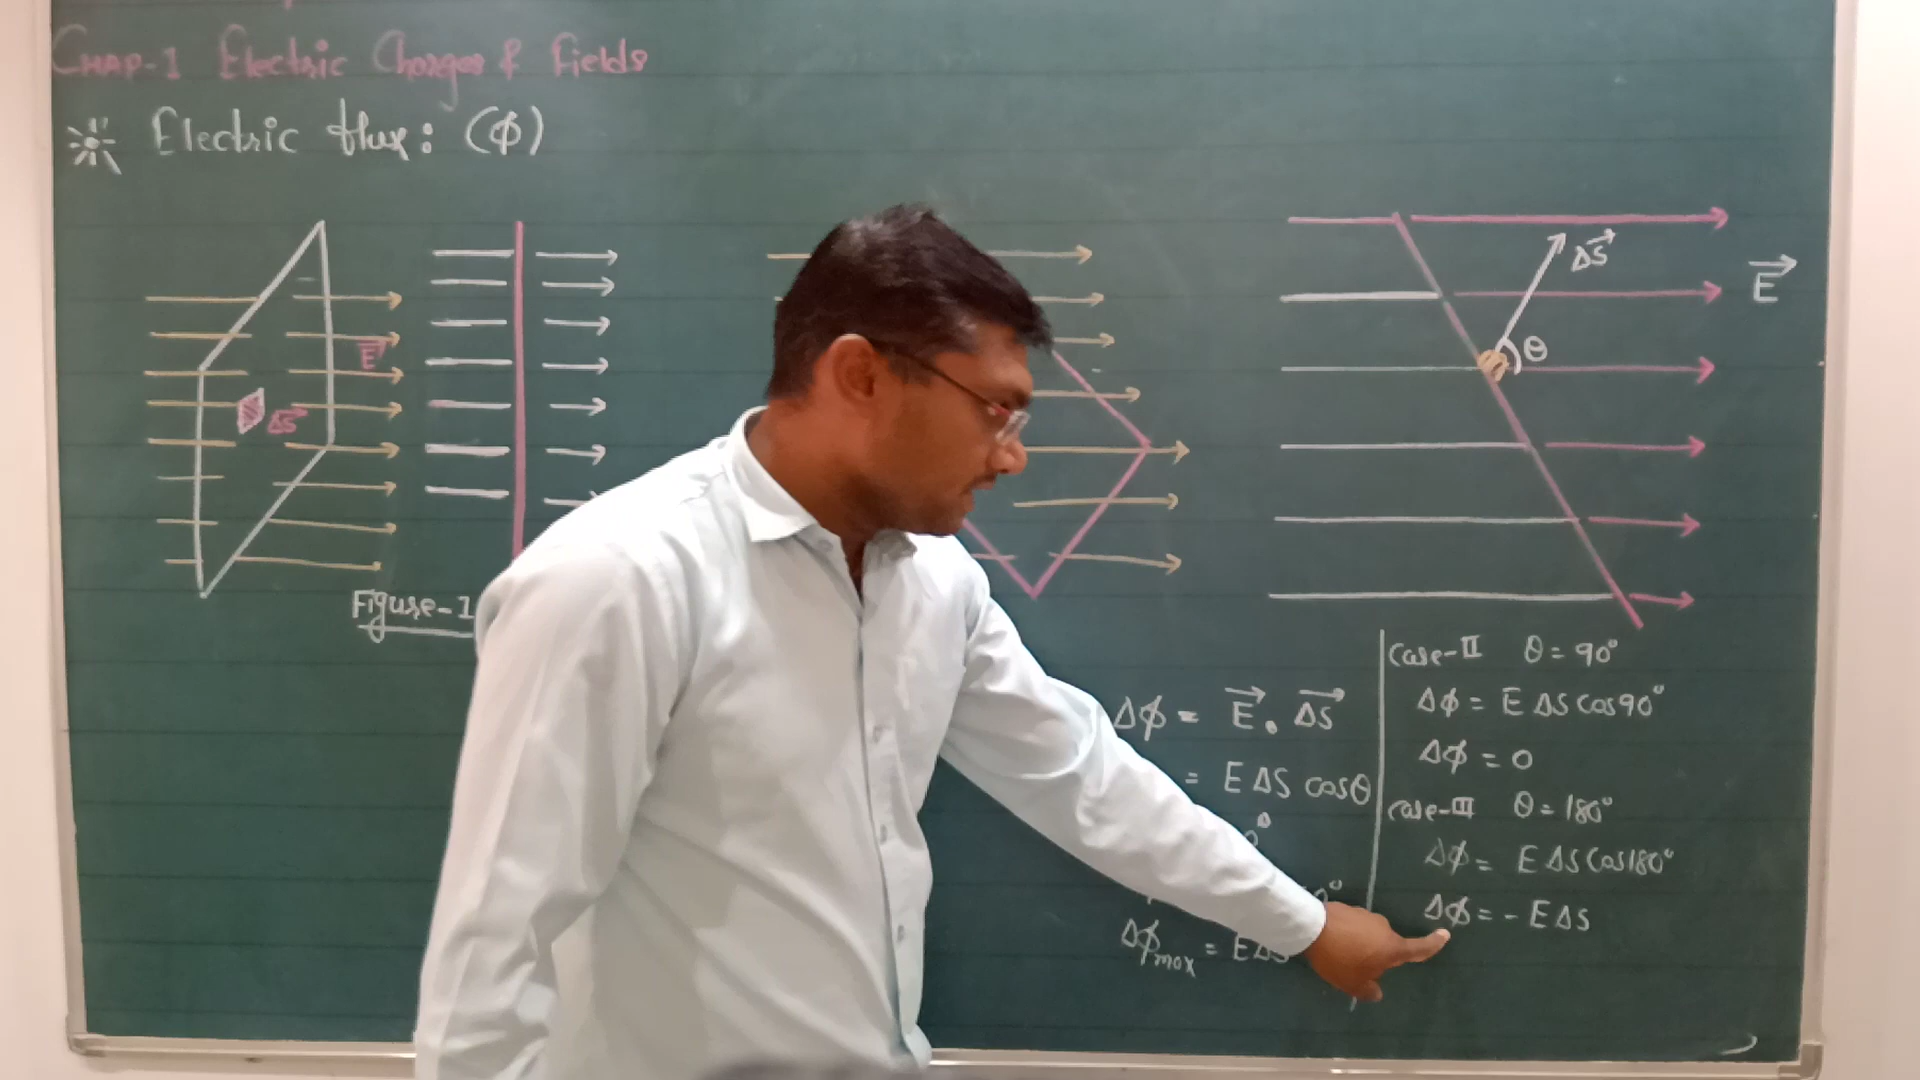 CHAP-1 Electric Charges & Fields
Electric flux: (ϕ)
E
ΔS
Figure-1
ΔS
θ
E
Δϕ = E . ΔS
= E ΔS cosθ
Δϕmax = EΔS
Case-II θ = 90°
Δϕ = E ΔS cos90°
Δϕ = 0
Case-III θ = 180°
Δϕ = E ΔS Cos180°
Δϕ = - E ΔS